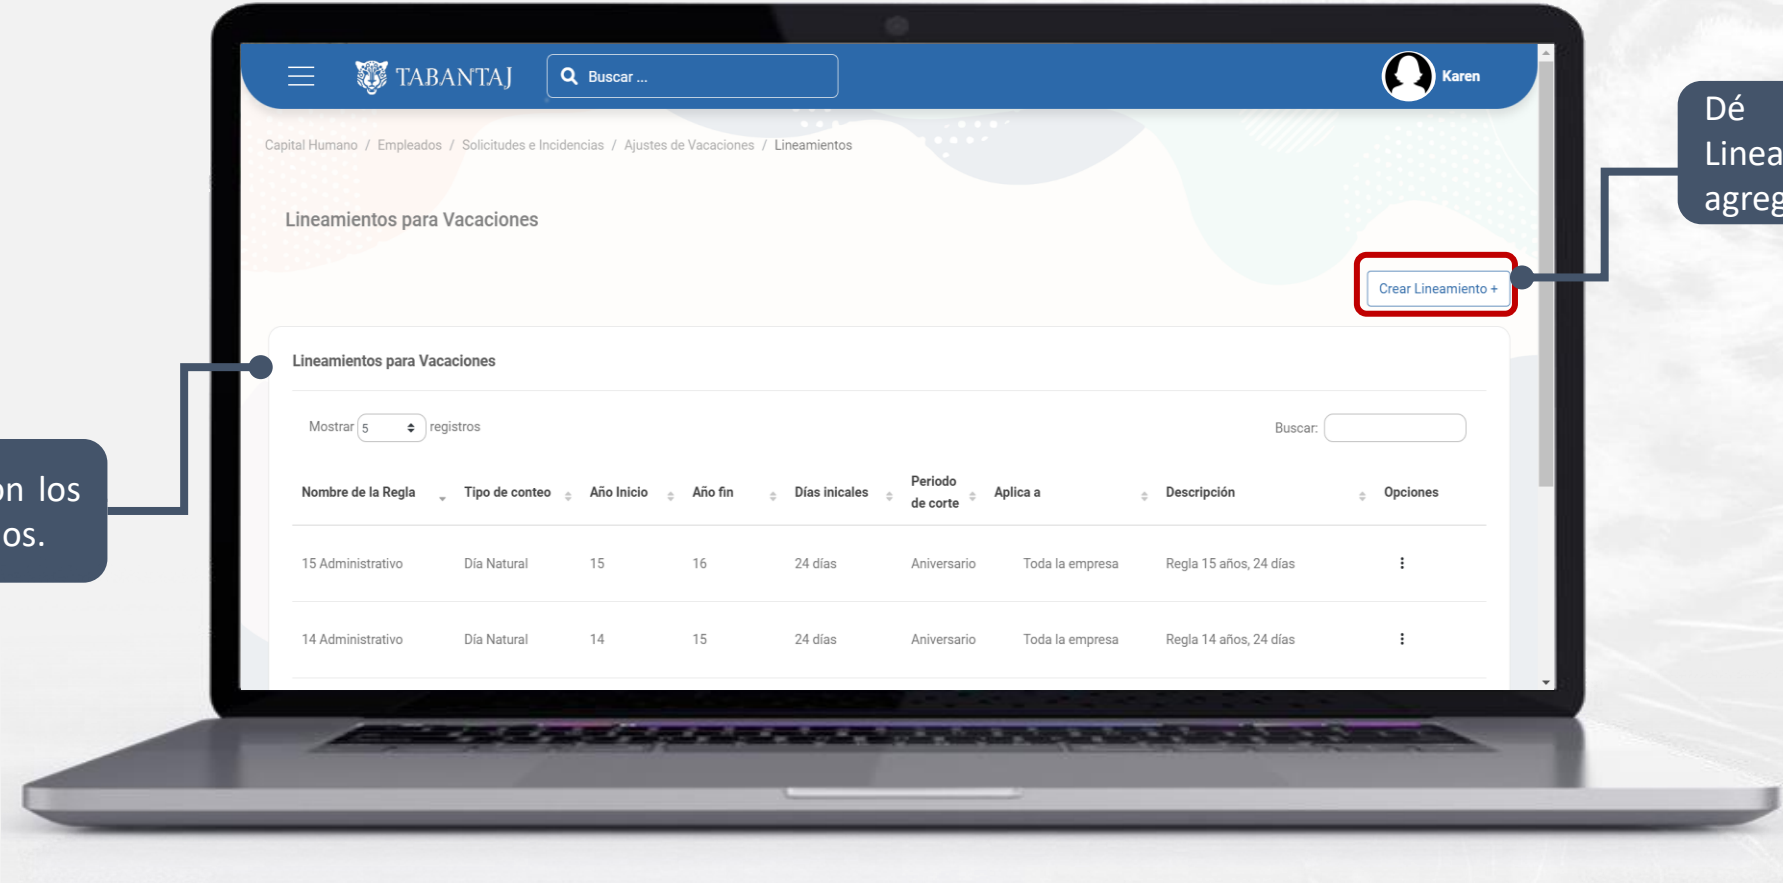 TABANTAJ
Buscar ...
Karen
Capital Humano / Empleados / Solicitudes e Incidencias / Ajustes de Vacaciones / Lineamientos
Lineamientos para Vacaciones
Crear Lineamiento +
Dé
Linea
agreg
Lineamientos para Vacaciones
Mostrar 5 registros
Buscar:
on los
os.
Nombre de la Regla Tipo de conteo Año Inicio Año fin Días inicales Periodo de corte Aplica a Descripción Opciones
15 Administrativo Día Natural 15 16 24 días Aniversario Toda la empresa Regla 15 años, 24 días
14 Administrativo Día Natural 14 15 24 días Aniversario Toda la empresa Regla 14 años, 24 días